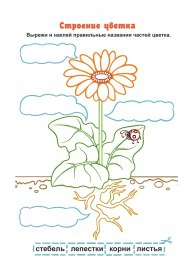 Строение цветка
Вырежи и наклей правильные названия частей цветка.
стебель лепестки корни листья